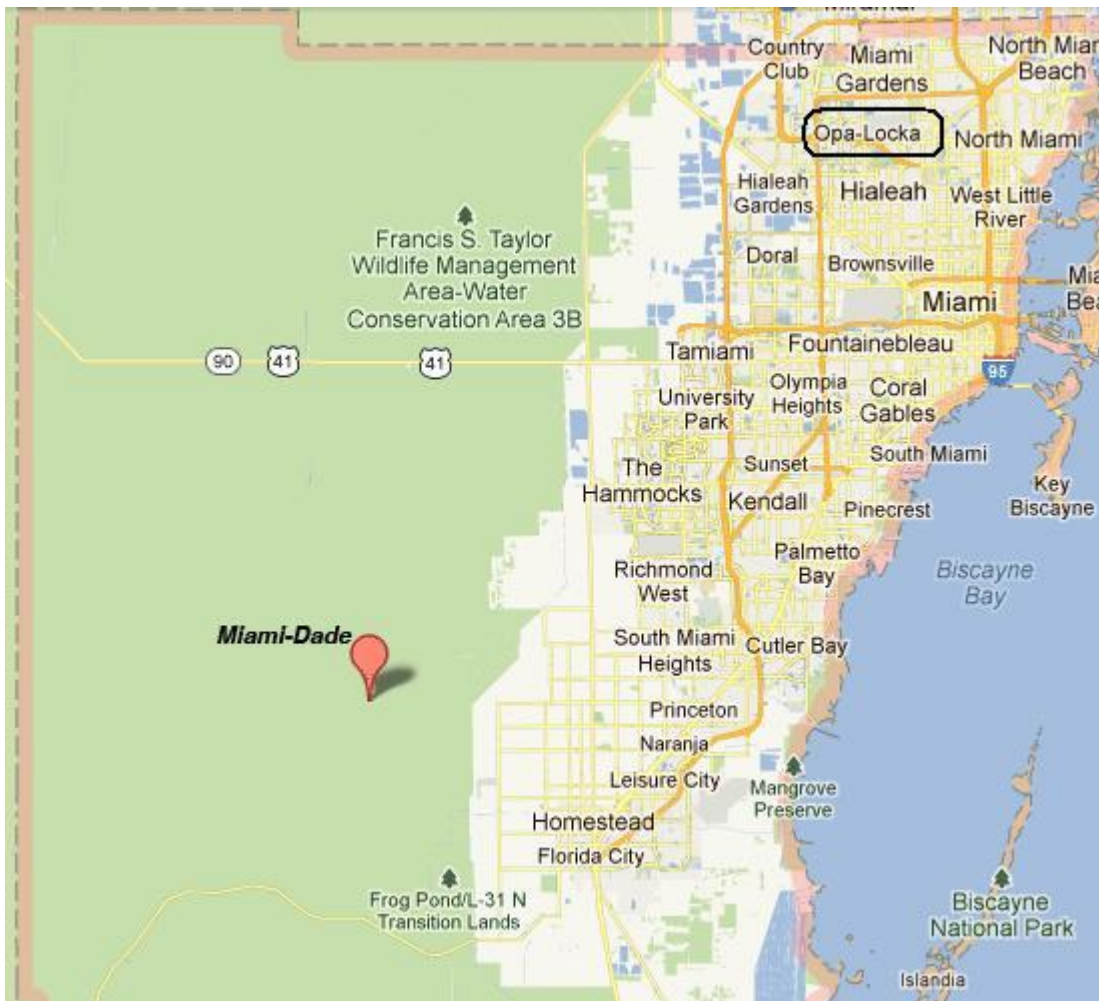 Miramar
Country
Club
Miami
Gardens
North Miam
Beach
Opa-Locka
North Miami
Hialeah
Gardens
Hialeah
West Little
River
Francis S. Taylor
Wildlife Management
Area-Water
Conservation Area 3B
Doral
Brownsville
Miami
Mia
Bea
90
41
41
Tamiami
Fountainebleau
95
University
Park
Olympia
Heights
Coral
Gables
The
Hammocks
Sunset
South Miami
Kendall
Pinecrest
Key
Biscayne
Richmond
West
Palmetto
Bay
Biscayne
Bay
Miami-Dade
South Miami
Heights
Cutler Bay
Princeton
Naranja
Leisure City
Mangrove
Preserve
Homestead
Florida City
Frog Pond/L-31 N
Transition Lands
Biscayne
National Park
Islandia